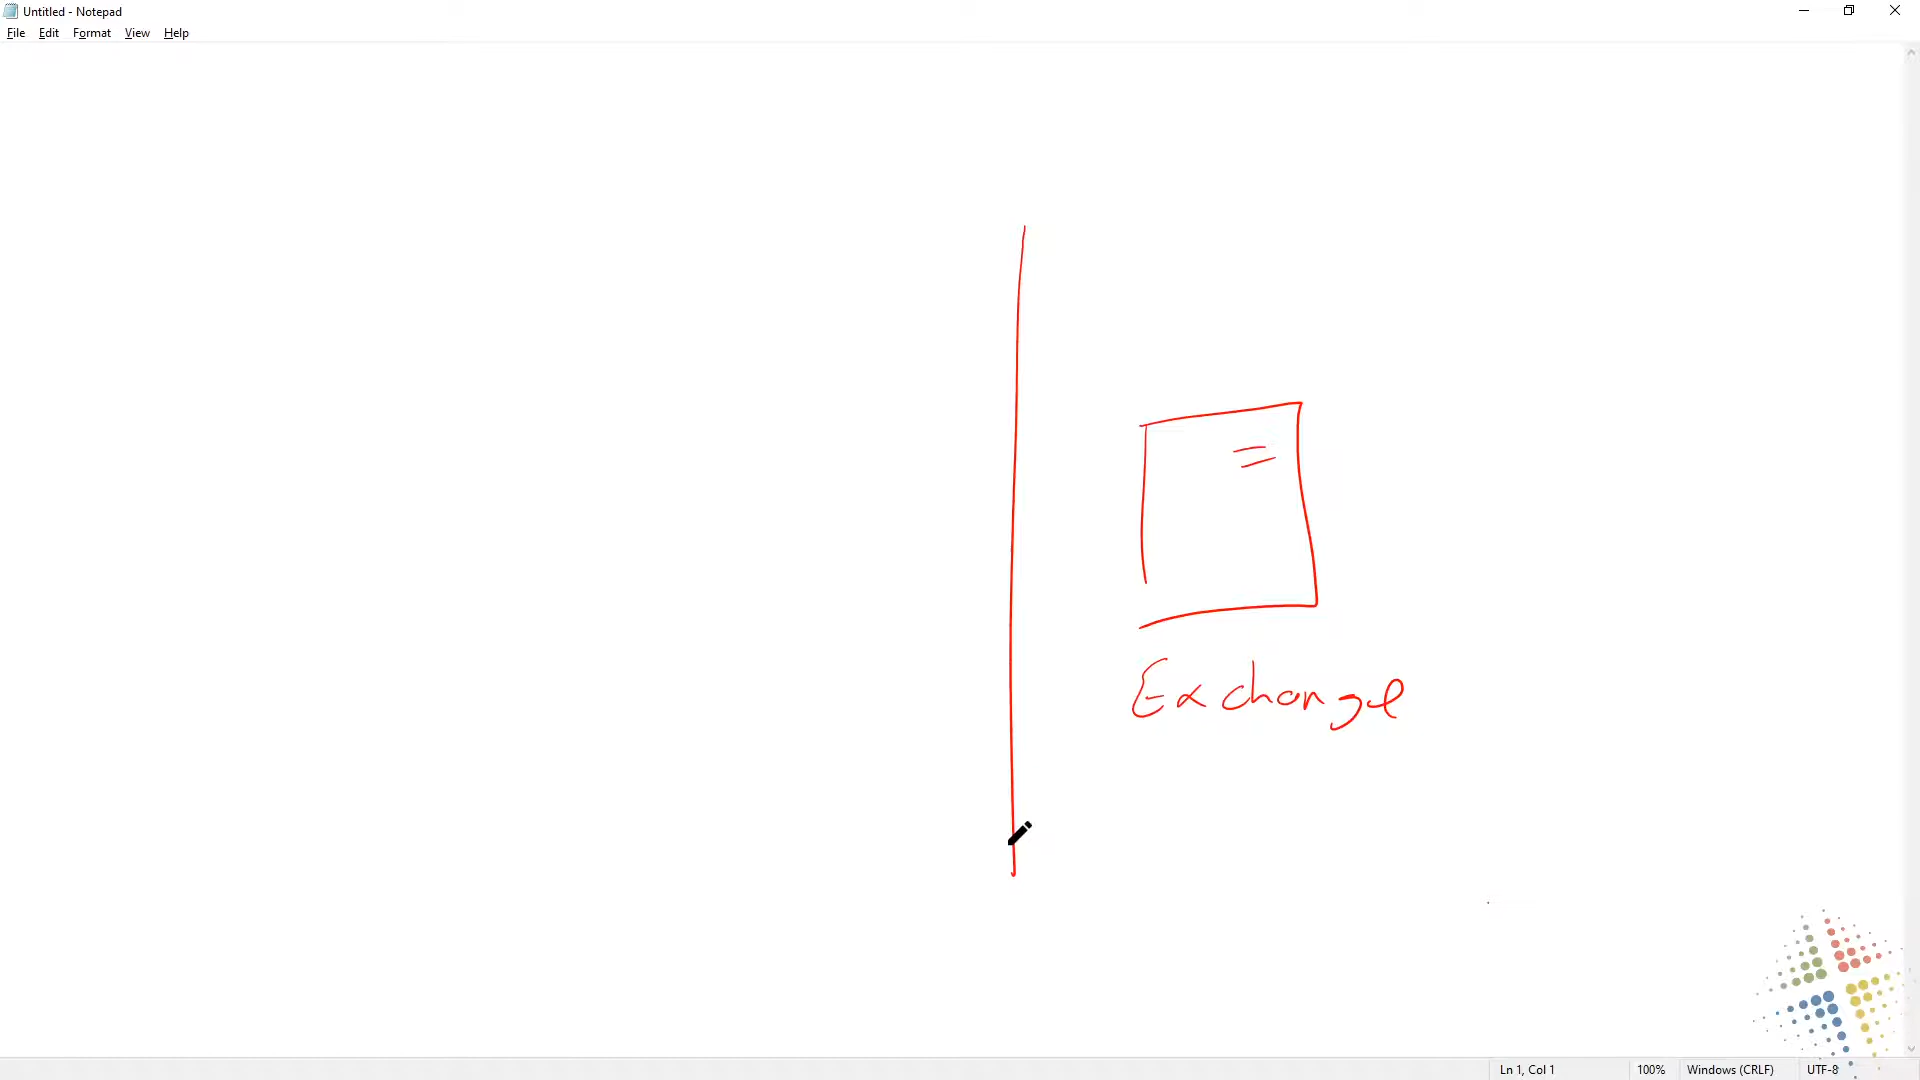 Untitled - Notepad
File Edit Format View Help
Exchange
Ln 1, Col 1 100% Windows (CRLF) UTF-8